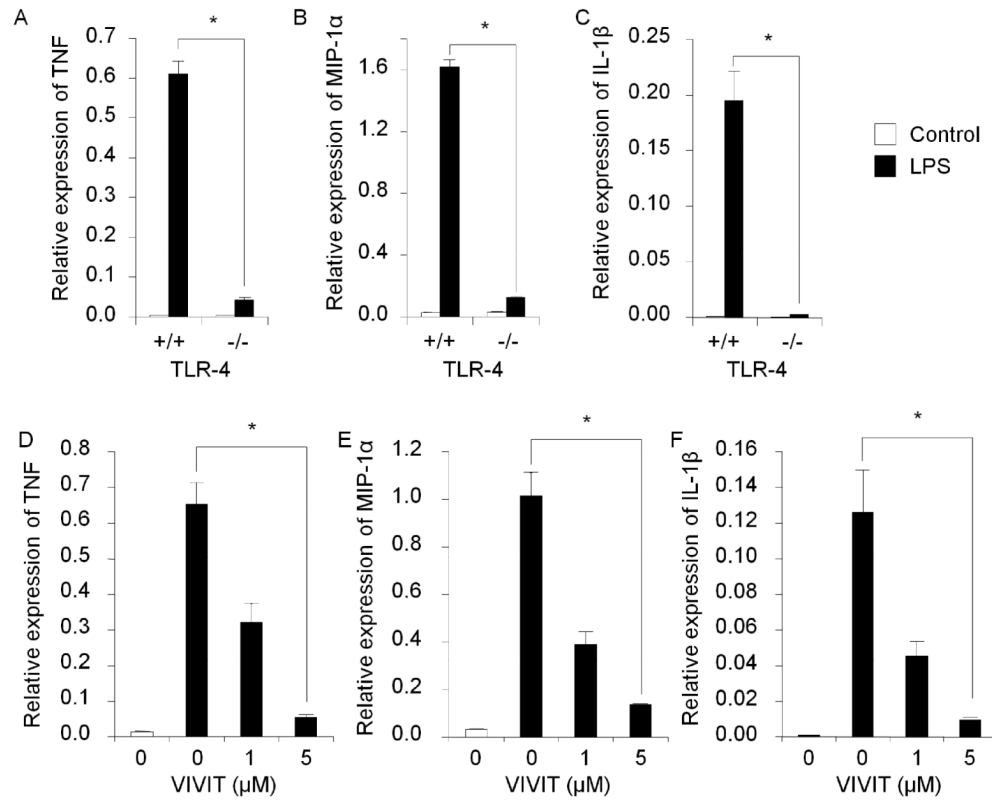 A
Relative expression of TNF
0.7
0.6
0.5
0.4
0.3
0.2
0.1
0.0
*
+/+ -/-
TLR-4
B
Relative expression of MIP-1α
1.6
1.2
0.8
0.4
0.0
*
+/+ -/-
TLR-4
C
Relative expression of IL-1β
0.25
0.20
0.15
0.10
0.05
0.00
*
+/+ -/-
TLR-4
Control
LPS
D
Relative expression of TNF
0.8
0.7
0.6
0.5
0.4
0.3
0.2
0.1
0.0
*
0 0 1 5
VIVIT (µM)
E
Relative expression of MIP-1α
1.2
1.0
0.8
0.6
0.4
0.2
0.0
*
0 0 1 5
VIVIT (µM)
F
Relative expression of IL-1β
0.16
0.14
0.12
0.10
0.08
0.06
0.04
0.02
0.00
*
0 0 1 5
VIVIT (µM)